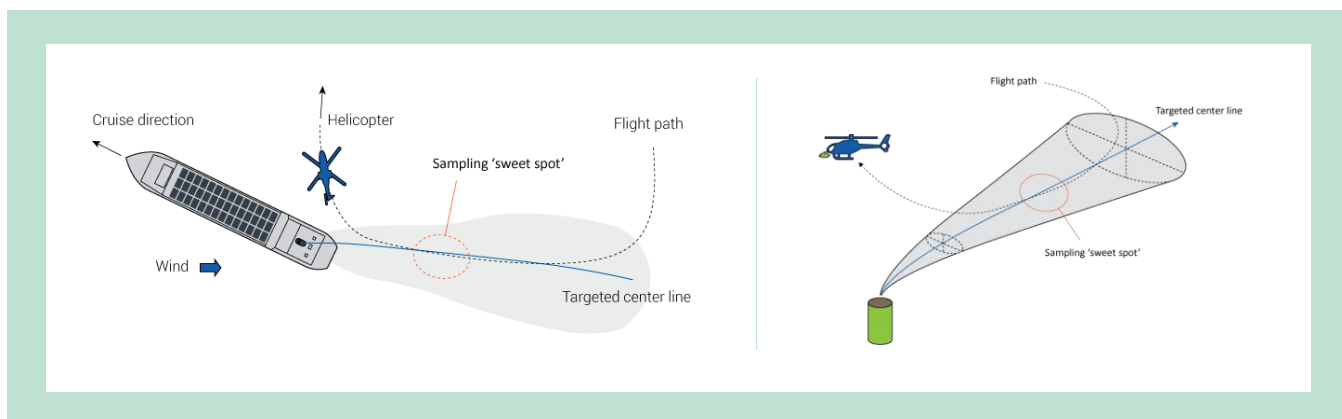 Cruise direction
Helicopter
Flight path
Sampling ‘sweet spot’
Wind
Targeted center line
Flight path
Targeted center line
Sampling ‘sweet spot’